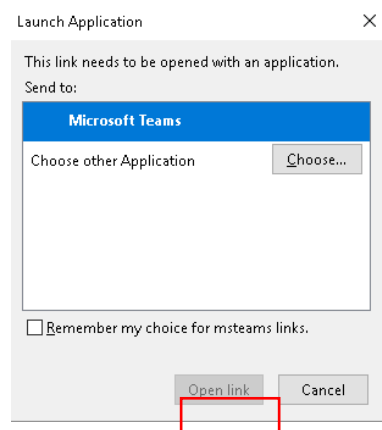 Launch Application
This link needs to be opened with an application.
Send to:
Microsoft Teams
Choose other Application
Choose...
Remember my choice for msteams links.
Open link
Cancel